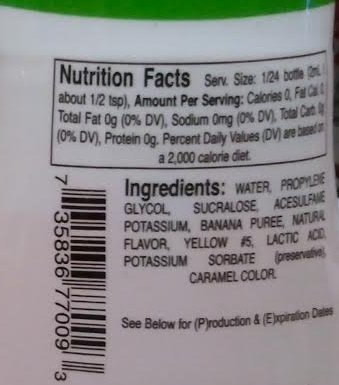 Nutrition Facts Serv. Size: 1/24 bottle (2mL
about 1/2 tsp), Amount Per Serving: Calories 0, Fat Cal. 0,
Total Fat 0g (0% DV), Sodium 0mg (0% DV), Total Carb. 0g
(0% DV), Protein 0g. Percent Daily Values (DV) are based on
a 2,000 calorie diet.
Ingredients: WATER, PROPYLENE
GLYCOL, SUCRALOSE, ACESULFAME
POTASSIUM, BANANA PUREE, NATURAL
FLAVOR, YELLOW #5, LACTIC ACID,
POTASSIUM SORBATE (preservative),
CARAMEL COLOR.
See Below for (P)roduction & (E)xpiration Dates
7 35836 77009 3